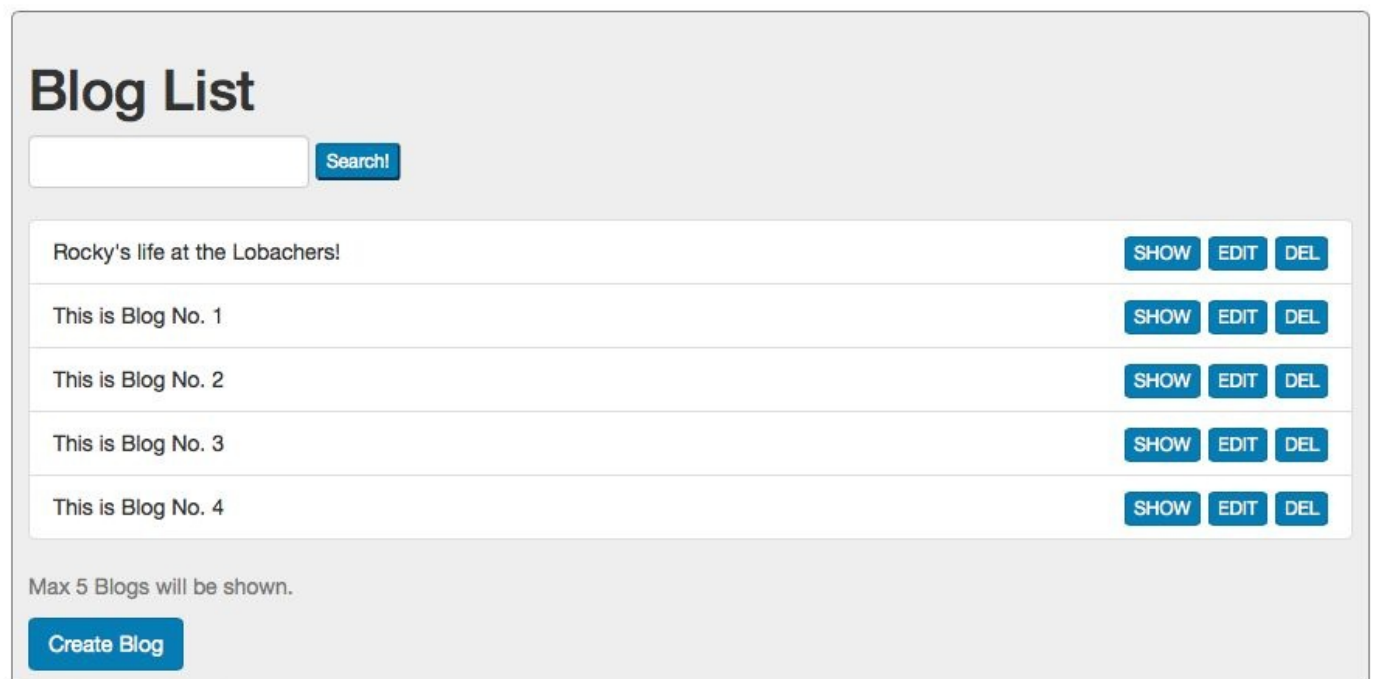 Blog List
Search!
Rocky's life at the Lobachers! SHOW EDIT DEL
This is Blog No. 1 SHOW EDIT DEL
This is Blog No. 2 SHOW EDIT DEL
This is Blog No. 3 SHOW EDIT DEL
This is Blog No. 4 SHOW EDIT DEL
Max 5 Blogs will be shown.
Create Blog